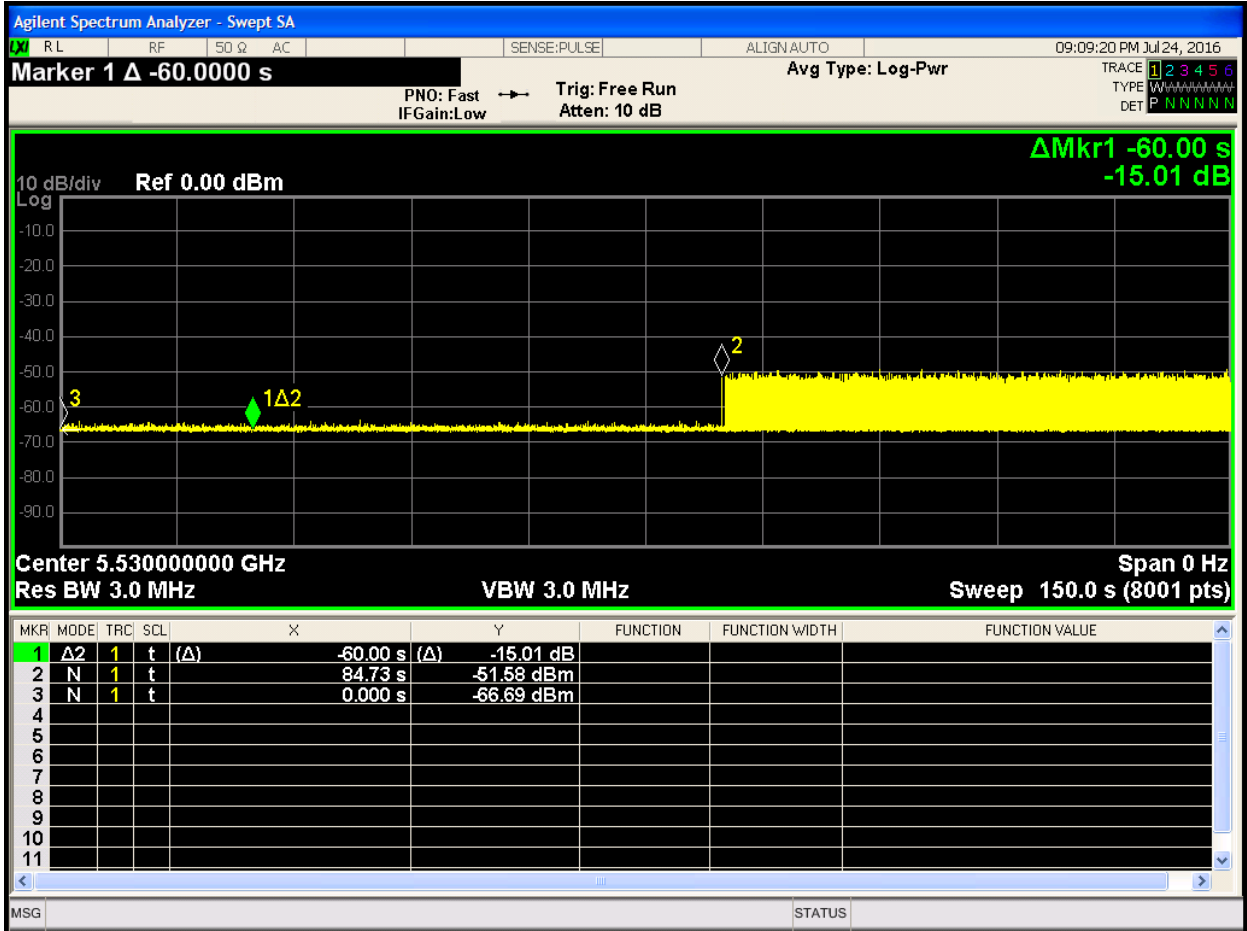 Agilent Spectrum Analyzer - Swept SA
LXI RL RF 50 Ω AC SENSE:PULSE ALIGN AUTO 09:09:20 PM Jul 24, 2016
Marker 1 Δ -60.0000 s
PNO: Fast
IFGain:Low
Trig: Free Run
Atten: 10 dB
Avg Type: Log-Pwr
TRACE 1 2 3 4 5 6
TYPE WWWWWW
DET P N N N N N
ΔMkr1 -60.00 s
-15.01 dB
10 dB/div Ref 0.00 dBm
Log
-10.0
-20.0
-30.0
-40.0
-50.0
-60.0
-70.0
-80.0
-90.0
3
1Δ2
2
Center 5.530000000 GHz Span 0 Hz
Res BW 3.0 MHz VBW 3.0 MHz Sweep 150.0 s (8001 pts)
MKR MODE TRC SCL X Y FUNCTION FUNCTION WIDTH FUNCTION VALUE
1 Δ2 1 t (Δ) -60.00 s (Δ) -15.01 dB
2 N 1 t 84.73 s -51.58 dBm
3 N 1 t 0.000 s -66.69 dBm
4
5
6
7
8
9
10
11
MSG STATUS